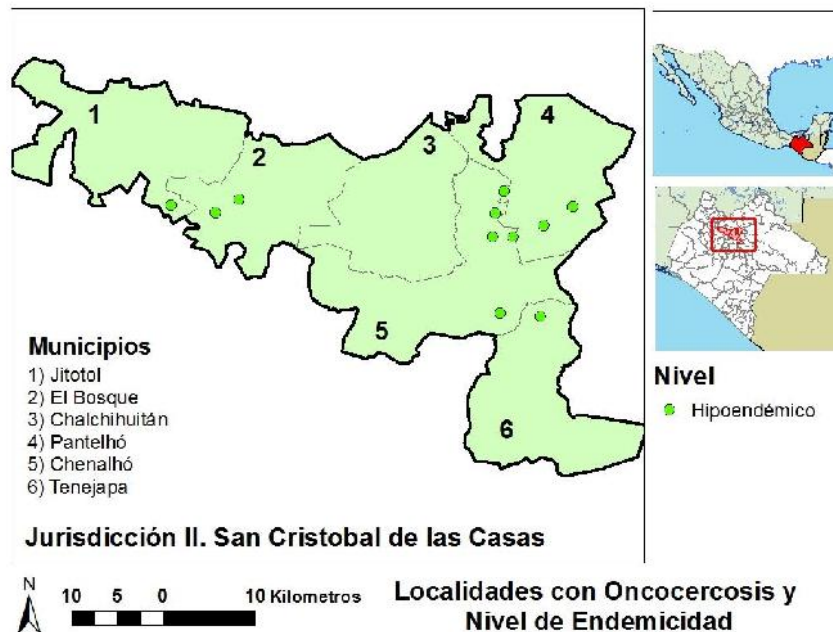 1
2
3
4
5
6
Municipios
1) Jitotol
2) El Bosque
3) Chalchihuitán
4) Pantelhó
5) Chenalhó
6) Tenejapa
Jurisdicción II. San Cristobal de las Casas
Nivel
Hipoendémico
N
10 5 0 10 Kilometros
Localidades con Oncocercosis y
Nivel de Endemicidad